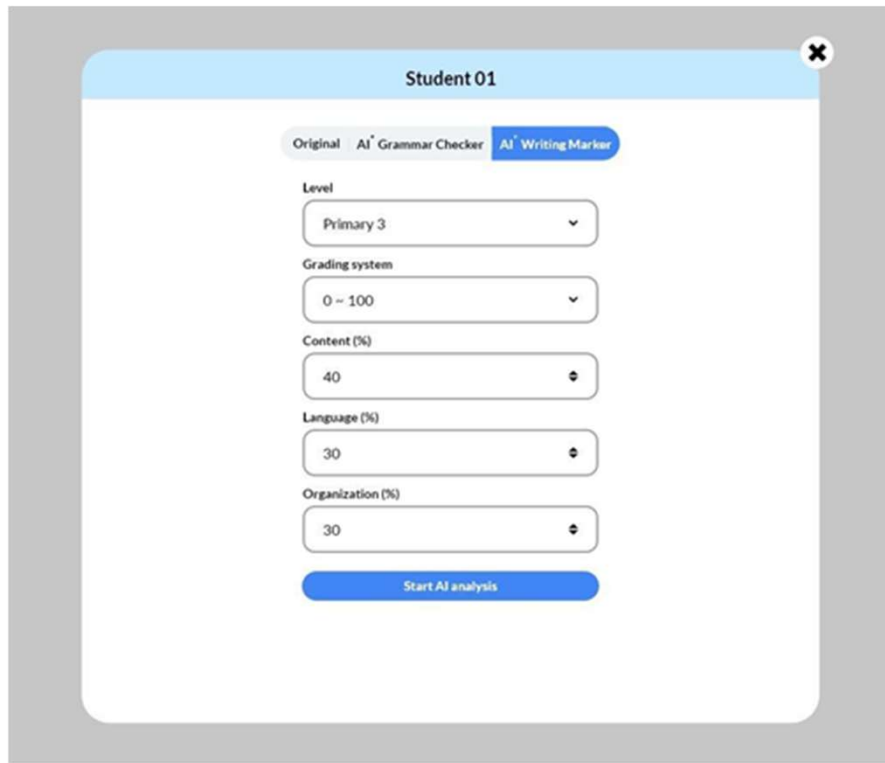 Student 01
Original AI+ Grammar Checker AI+ Writing Marker
Level
Primary 3
Grading system
0 ~ 100
Content (%)
40
Language (%)
30
Organization (%)
30
Start AI analysis